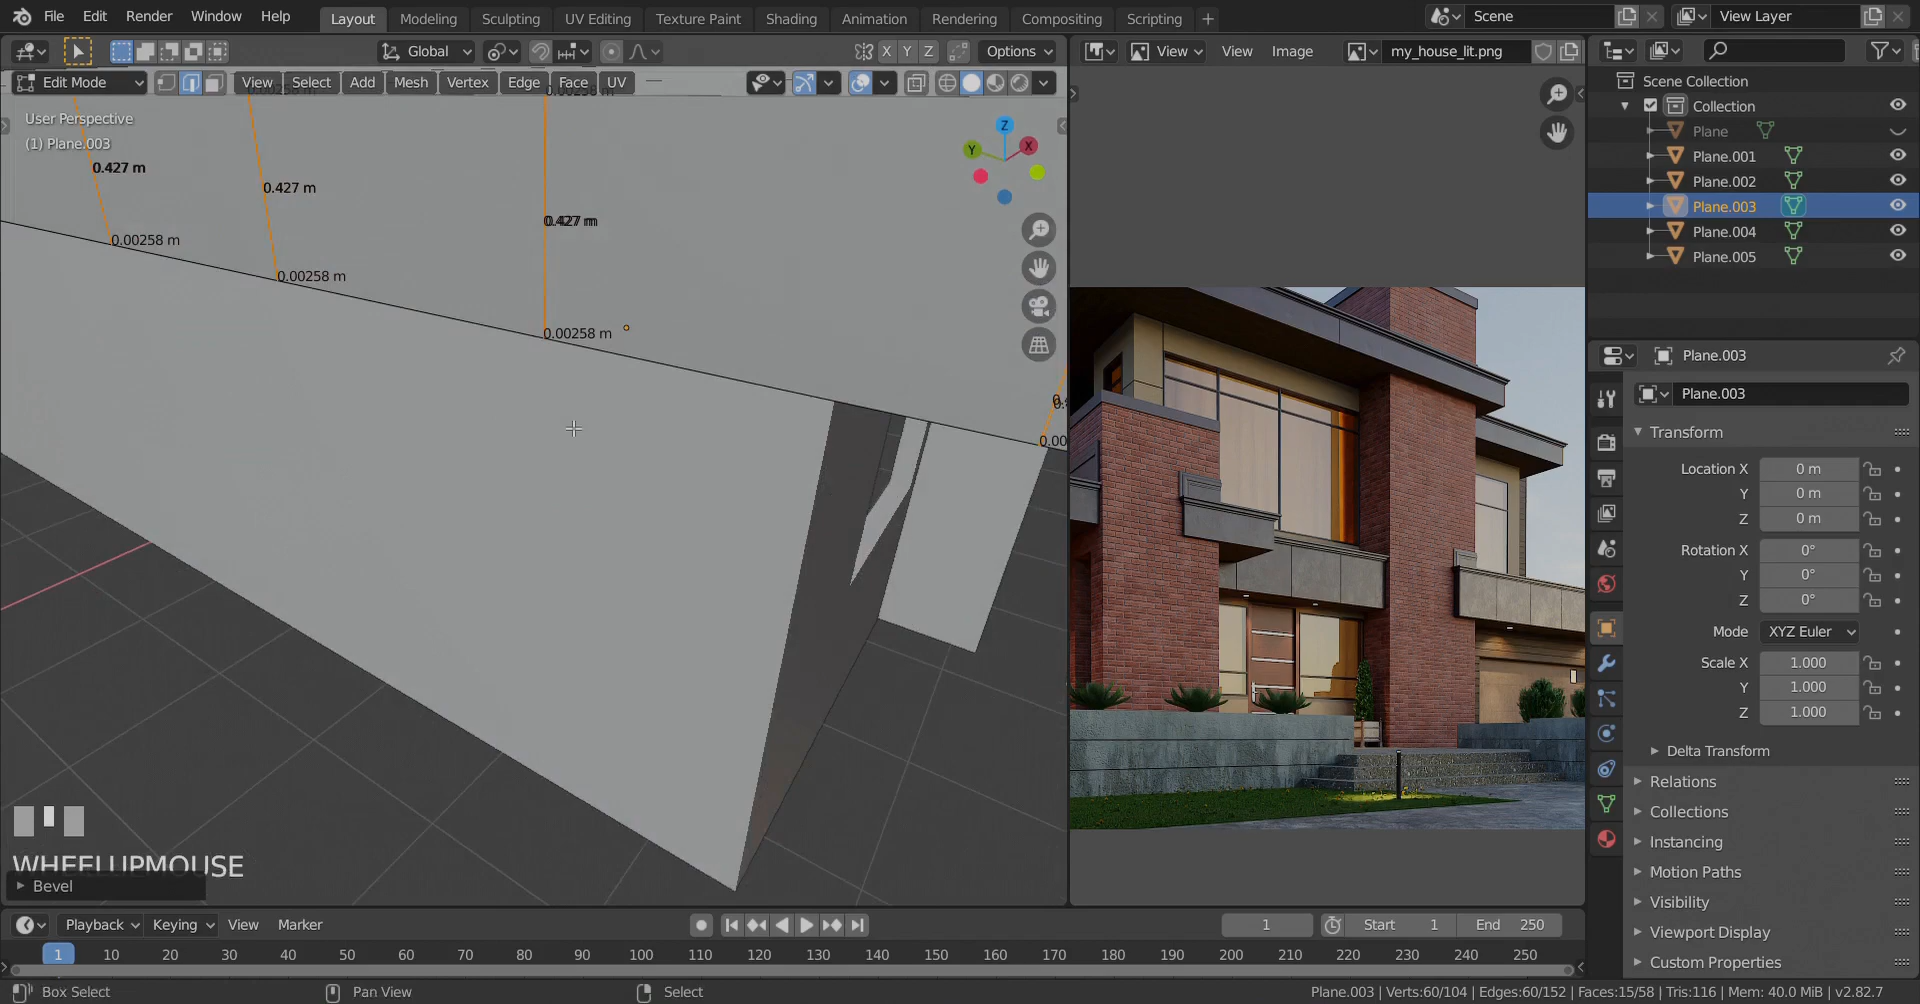 File Edit Render Window Help Layout Modeling Sculpting UV Editing Texture Paint Shading Animation Rendering Compositing Scripting + Scene View Layer
Global X Y Z Options View View Image my_house_lit.png
Edit Mode View Select Add Mesh Vertex Edge Face UV
User Perspective
(1) Plane.003
0.427 m
0.427 m
0.427 m
0.00258 m
0.00258 m
0.00258 m
0.00
Z
Y
X
WHEELUPMOUSE
Bevel
Scene Collection
Collection
Plane
Plane.001
Plane.002
Plane.003
Plane.004
Plane.005
Plane.003
Plane.003
Transform
Location X 0 m
Y 0 m
Z 0 m
Rotation X 0°
Y 0°
Z 0°
Mode XYZ Euler
Scale X 1.000
Y 1.000
Z 1.000
Delta Transform
Relations
Collections
Instancing
Motion Paths
Visibility
Viewport Display
Custom Properties
Playback Keying View Marker 1 Start 1 End 250
1 10 20 30 40 50 60 70 80 90 100 110 120 130 140 150 160 170 180 190 200 210 220 230 240 250
Box Select Pan View Select Plane.003 | Verts:60/104 | Edges:60/152 | Faces:15/58 | Tris:116 | Mem: 40.0 MiB | v2.82.7